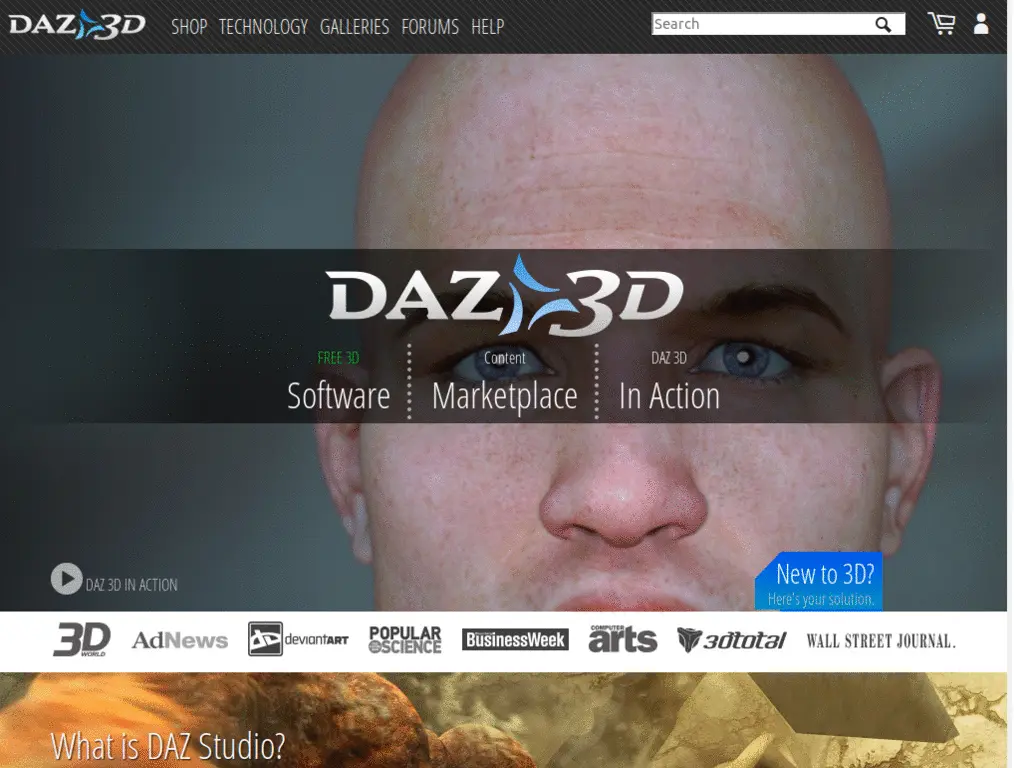 DAZ 3D
SHOP TECHNOLOGY GALLERIES FORUMS HELP
Search
DAZ 3D
FREE 3D
Software
Content
Marketplace
DAZ 3D
In Action
DAZ 3D IN ACTION
New to 3D?
Here's your solution.
3D WORLD
AdNews
deviantART
POPULAR SCIENCE
BusinessWeek
COMPUTER arts
3dtotal
WALL STREET JOURNAL.
What is DAZ Studio?